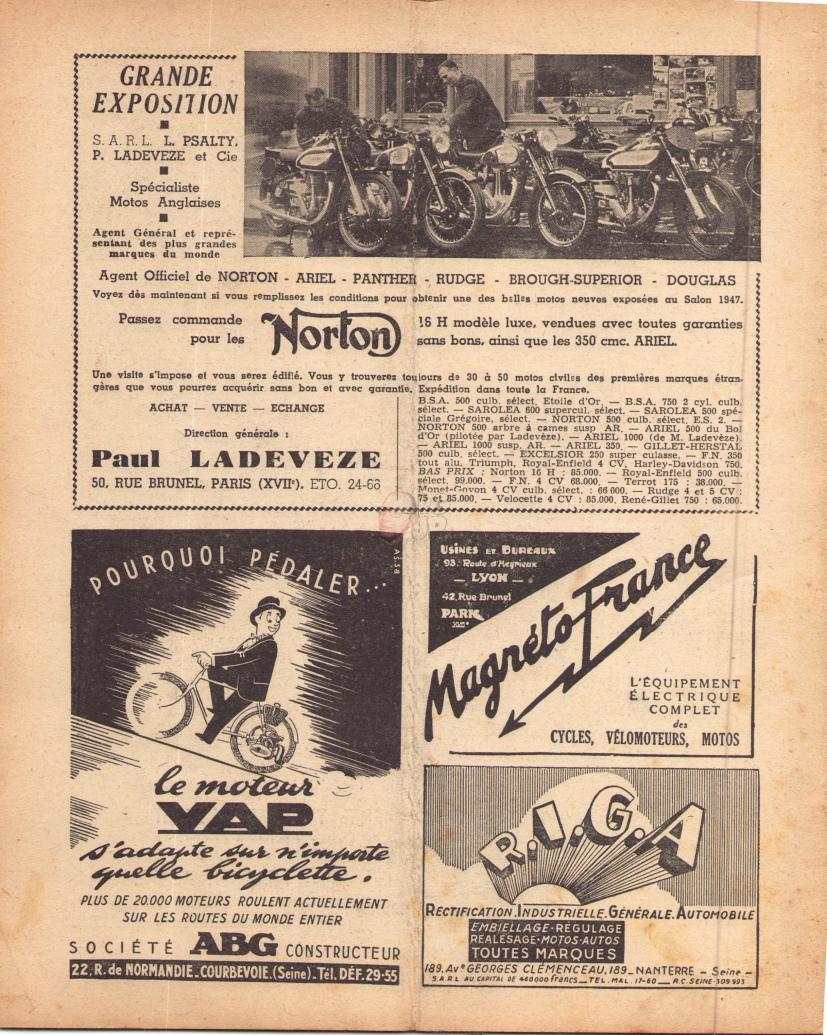 GRANDE
EXPOSITION
S.A.R.L. L. PSALTY,
P. LADEVEZE et Cie
Spécialiste
Motos Anglaises
Agent Général et repré-
sentant des plus grandes
marques du monde
Agent Officiel de NORTON - ARIEL - PANTHER - RUDGE - BROUGH-SUPERIOR - DOUGLAS
Voyez dès maintenant si vous remplissez les conditions pour obtenir une des belles motos neuves exposées au Salon 1947.
Passez commande
pour les
Norton
16 H modèle luxe, vendues avec toutes garanties
sans bons, ainsi que les 350 cmc. ARIEL.
Une visite s'impose et vous serez édifié. Vous y trouverez toujours de 30 à 50 motos civiles des premières marques étran-
gères que vous pourrez acquérir sans bon et avec garantie. Expédition dans toute la France.
ACHAT — VENTE — ECHANGE
Direction générale :
Paul LADEVEZE
50, RUE BRUNEL, PARIS (XVIIe). ETO. 24-66
B.S.A. 500 culb. sélect. Etoile d'Or, — B.S.A. 750 2 cyl. culb.
sélect. — SAROLEA 600 supercul. sélect. — SAROLEA 500 spé-
ciale Grégoire, sélect. — NORTON 500 culb. sélect. E.S. 2. —
NORTON 500 arbre à cames susp. AR. — ARIEL 500 du Bol
d'Or (pilotée par Ladevèze). — ARIEL 1000 (de M. Ladevèze).
— ARIEL 1000 susp. AR. — ARIEL 350. — GILLET-HERSTAL
500 culb. sélect. — EXCELSIOR 250 super culasse. — F.N. 350
tout alu. Triumph, Royal-Enfield 4 CV, Harley-Davidson 750.
BAS PRIX : Norton 16 H : 85.000. — Royal-Enfield 500 culb.
sélect. 99.000. — F.N. 4 CV 68.000. — Terrot 175 : 38.000. —
Monet-Goyon 4 CV culb. sélect. : 66.000. — Rudge 4 et 5 CV :
75 et 85.000. — Velocette 4 CV : 85.000. René-Gillet 750 : 65.000.
POURQUOI PÉDALER...
le moteur
VAP
s'adapte sur n'importe
quelle bicyclette.
PLUS DE 20.000 MOTEURS ROULENT ACTUELLEMENT
SUR LES ROUTES DU MONDE ENTIER
SOCIÉTÉ ABG CONSTRUCTEUR
22, R. de NORMANDIE. COURBEVOIE. (Seine). Tél. DÉF. 29-55
USINES ET BUREAUX
93. Route d'Heyrieux
— LYON —
42, Rue Brunel
Magnéto France
L'ÉQUIPEMENT
ÉLECTRIQUE
COMPLET
des
CYCLES, VÉLOMOTEURS, MOTOS
R.I.G.A
RECTIFICATION. INDUSTRIELLE. GÉNÉRALE. AUTOMOBILE
EMBIELLAGE - RÉGULAGE
REALESAGE - MOTOS - AUTOS
TOUTES MARQUES
189, Ave GEORGES CLÉMENCEAU, 189 _ NANTERRE - Seine -
S.A.R.L AU CAPITAL DE 460000 francs _ TEL. MAL. 17-60 _ R.C. SEINE-309993